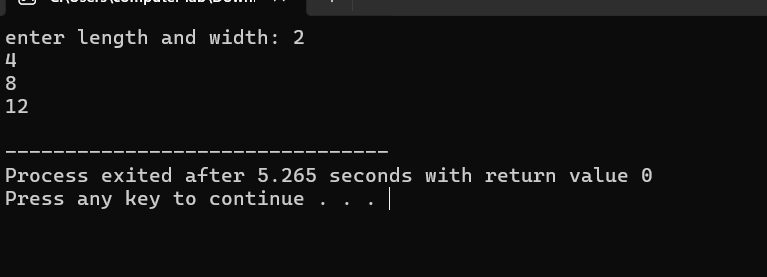 enter length and width: 2
4
8
12
--------------------------------
Process exited after 5.265 seconds with return value 0
Press any key to continue . . .